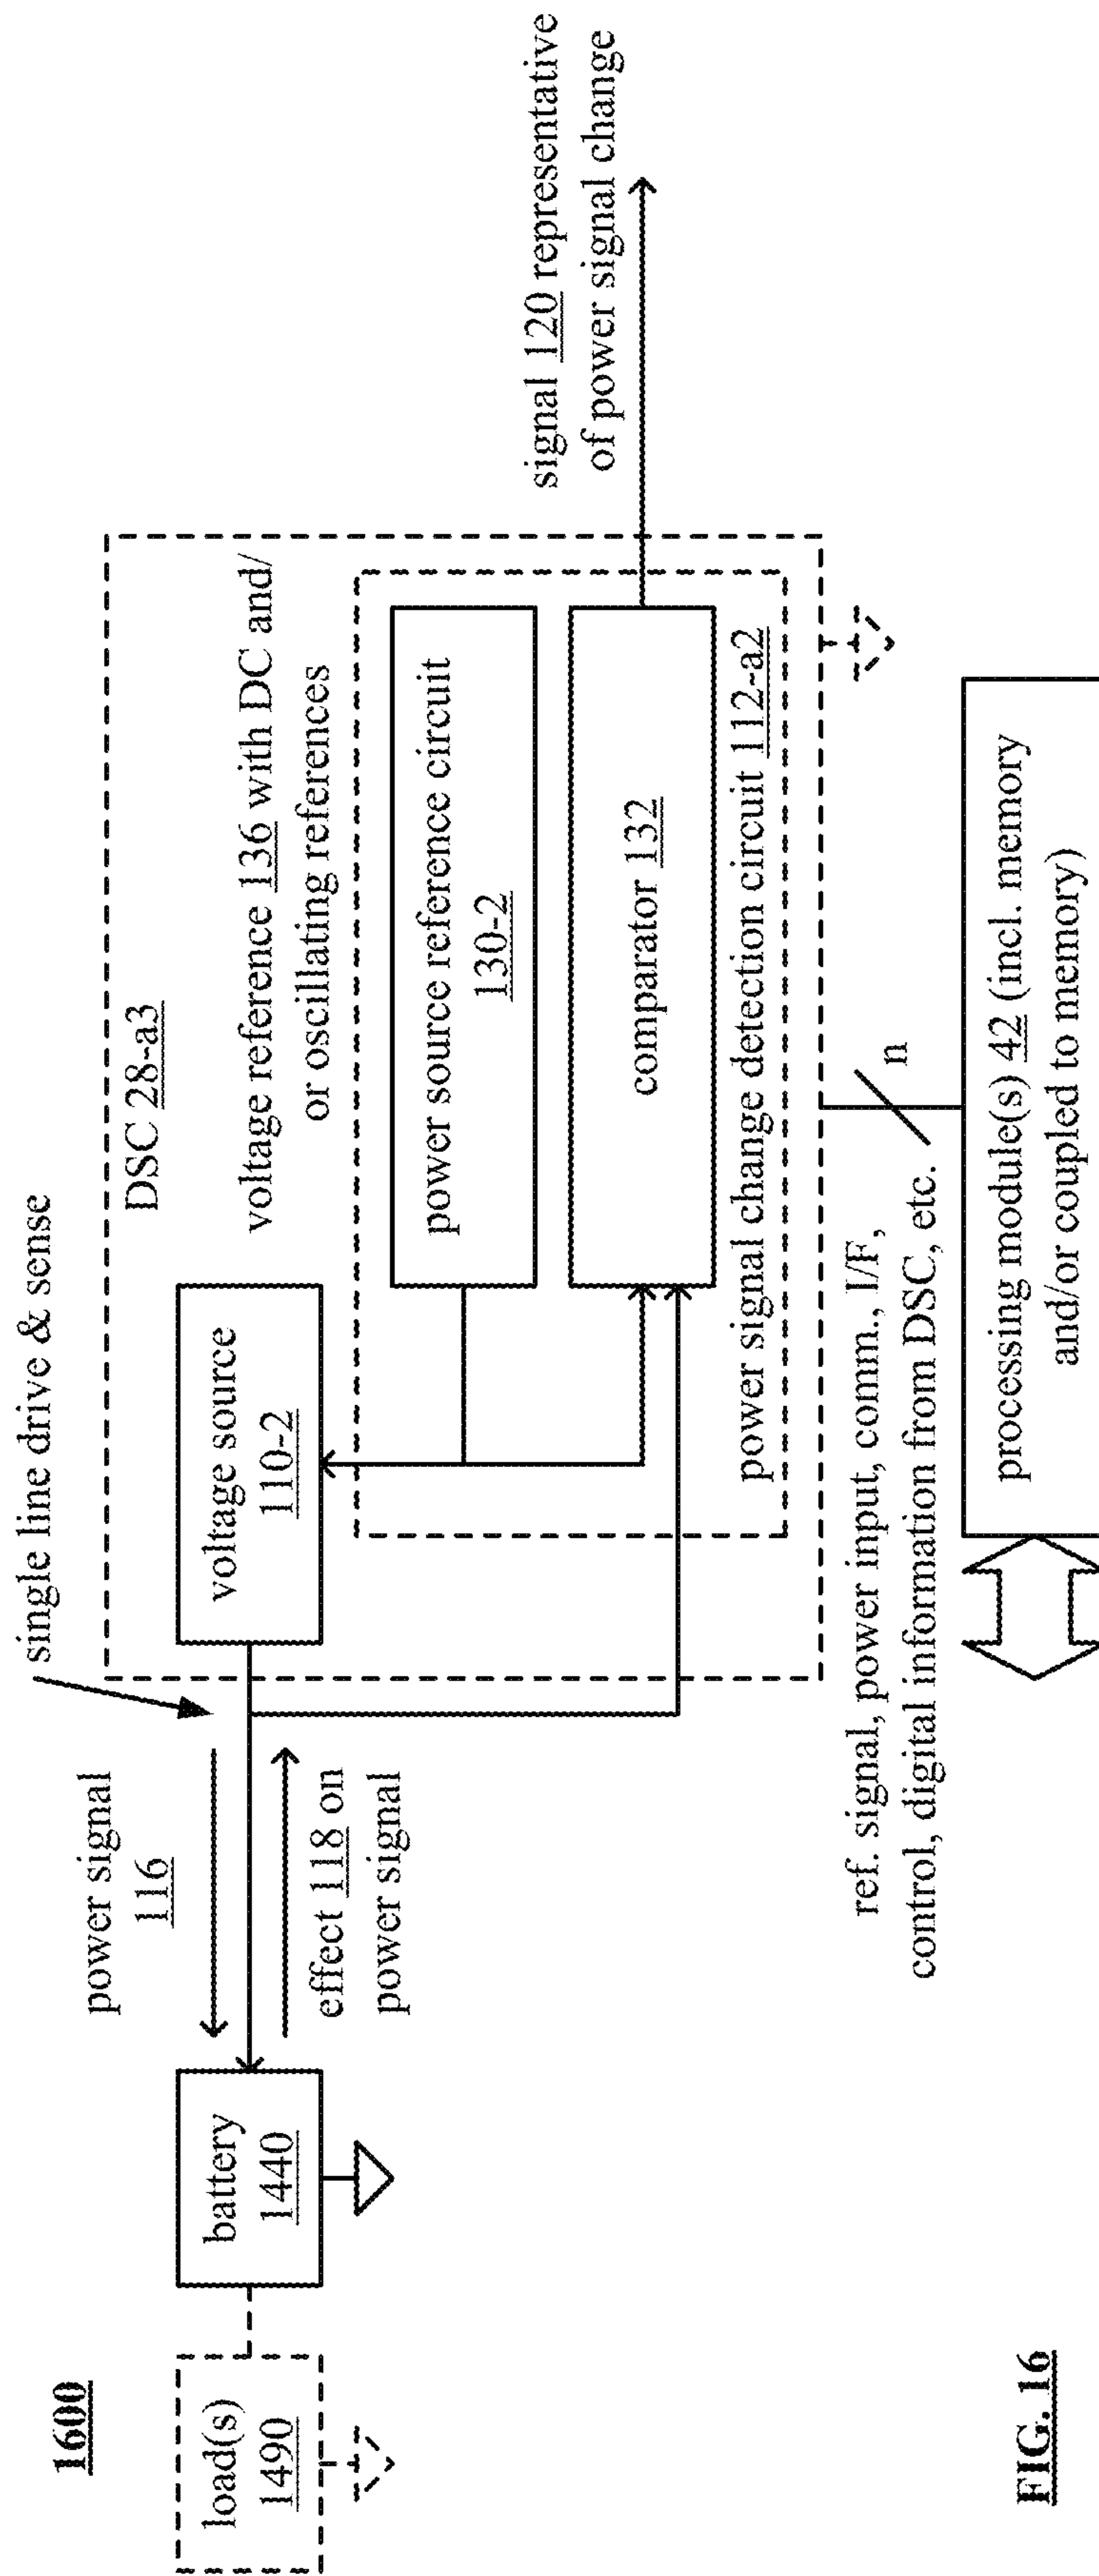 1600
single line drive & sense
DSC 28-a3
load(s)
1490
battery
1440
power signal
116
effect 118 on
power signal
voltage source
110-2
voltage reference 136 with DC and/
or oscillating references
power source reference circuit
130-2
comparator 132
power signal change detection circuit 112-a2
signal 120 representative
of power signal change
ref. signal, power input, comm., I/F,
control, digital information from DSC, etc.
n
processing module(s) 42 (incl. memory
and/or coupled to memory)
FIG. 16